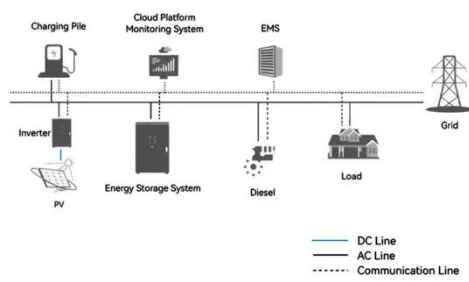 Charging Pile
Cloud Platform
Monitoring System
EMS
Grid
Inverter
PV
Energy Storage System
Diesel
Load
DC Line
AC Line
Communication Line